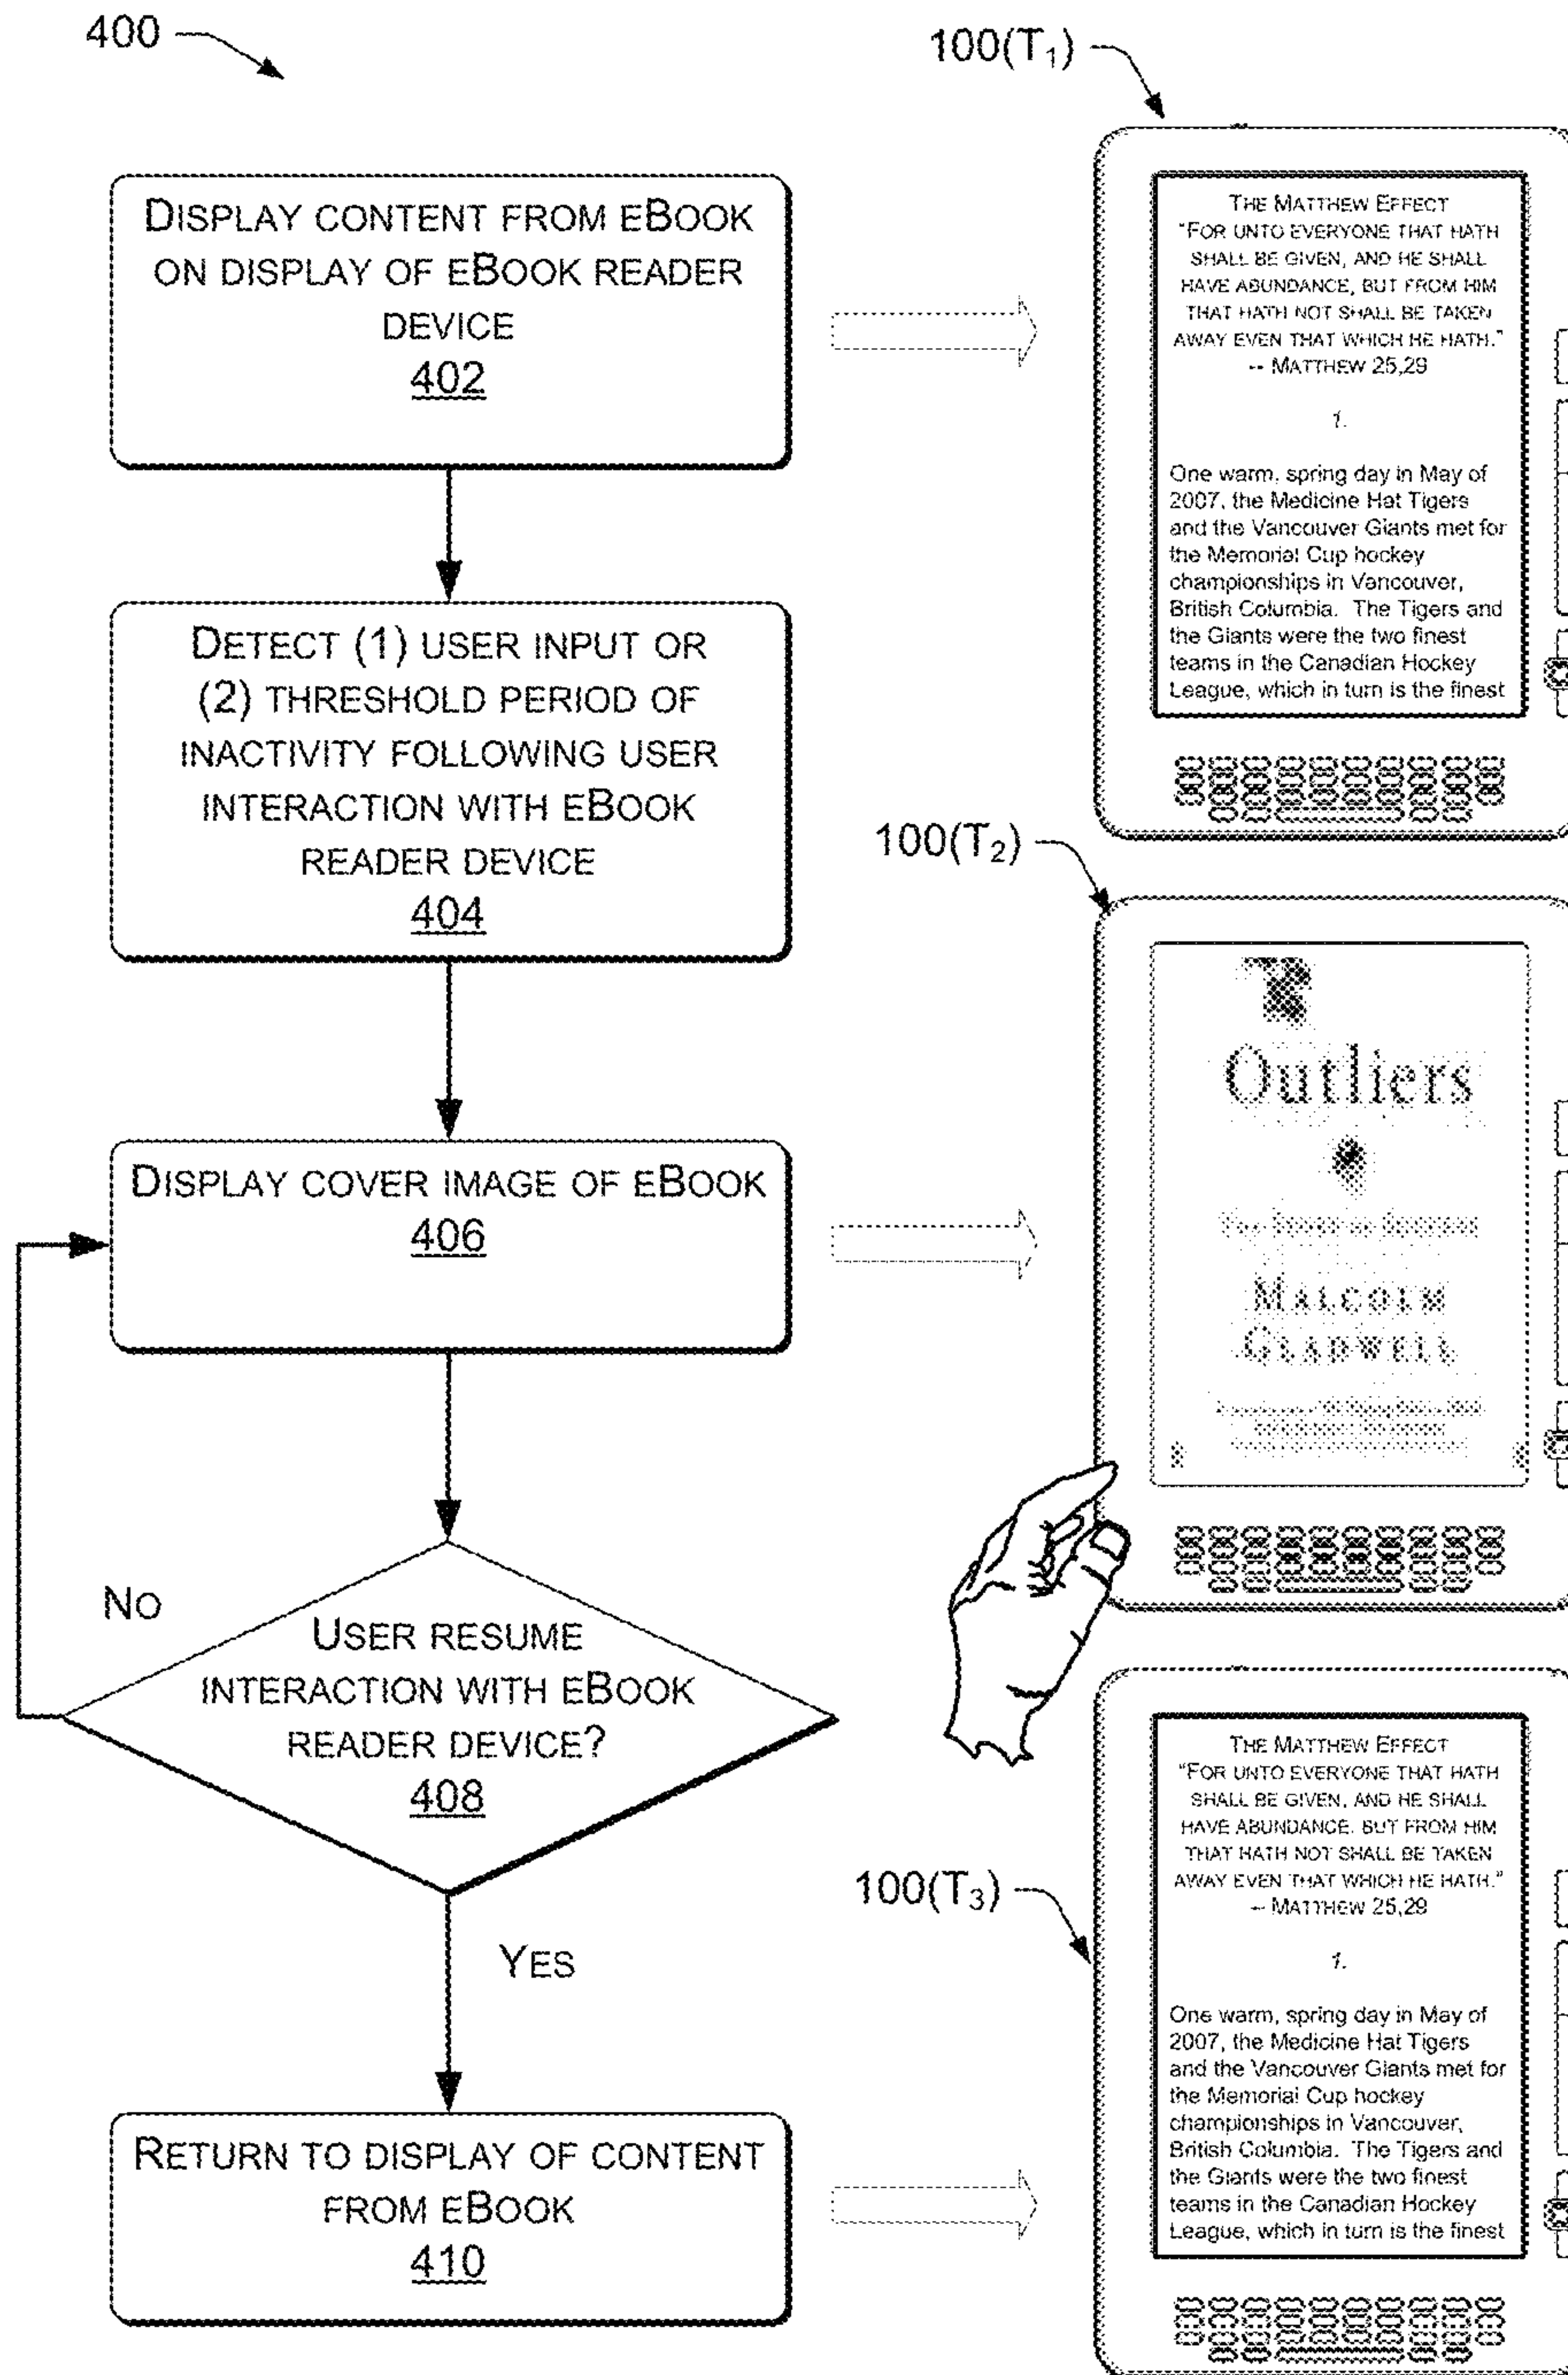 400
100(T1)
DISPLAY CONTENT FROM EBOOK
ON DISPLAY OF EBOOK READER
DEVICE
402
THE MATTHEW EFFECT
"FOR UNTO EVERYONE THAT HATH
SHALL BE GIVEN, AND HE SHALL
HAVE ABUNDANCE, BUT FROM HIM
THAT HATH NOT SHALL BE TAKEN
AWAY EVEN THAT WHICH HE HATH."
-- MATTHEW 25,29
1.
One warm, spring day in May of
2007, the Medicine Hat Tigers
and the Vancouver Giants met for
the Memorial Cup hockey
championships in Vancouver,
British Columbia. The Tigers and
the Giants were the two finest
teams in the Canadian Hockey
League, which in turn is the finest
DETECT (1) USER INPUT OR
(2) THRESHOLD PERIOD OF
INACTIVITY FOLLOWING USER
INTERACTION WITH EBOOK
READER DEVICE
404
100(T2)
Outliers
MALCOLM
GLADWELL
DISPLAY COVER IMAGE OF EBOOK
406
NO
USER RESUME
INTERACTION WITH EBOOK
READER DEVICE?
408
YES
100(T3)
THE MATTHEW EFFECT
"FOR UNTO EVERYONE THAT HATH
SHALL BE GIVEN, AND HE SHALL
HAVE ABUNDANCE. BUT FROM HIM
THAT HATH NOT SHALL BE TAKEN
AWAY EVEN THAT WHICH HE HATH."
-- MATTHEW 25,29
1.
One warm, spring day in May of
2007, the Medicine Hat Tigers
and the Vancouver Giants met for
the Memorial Cup hockey
championships in Vancouver,
British Columbia. The Tigers and
the Giants were the two finest
teams in the Canadian Hockey
League, which in turn is the finest
RETURN TO DISPLAY OF CONTENT
FROM EBOOK
410